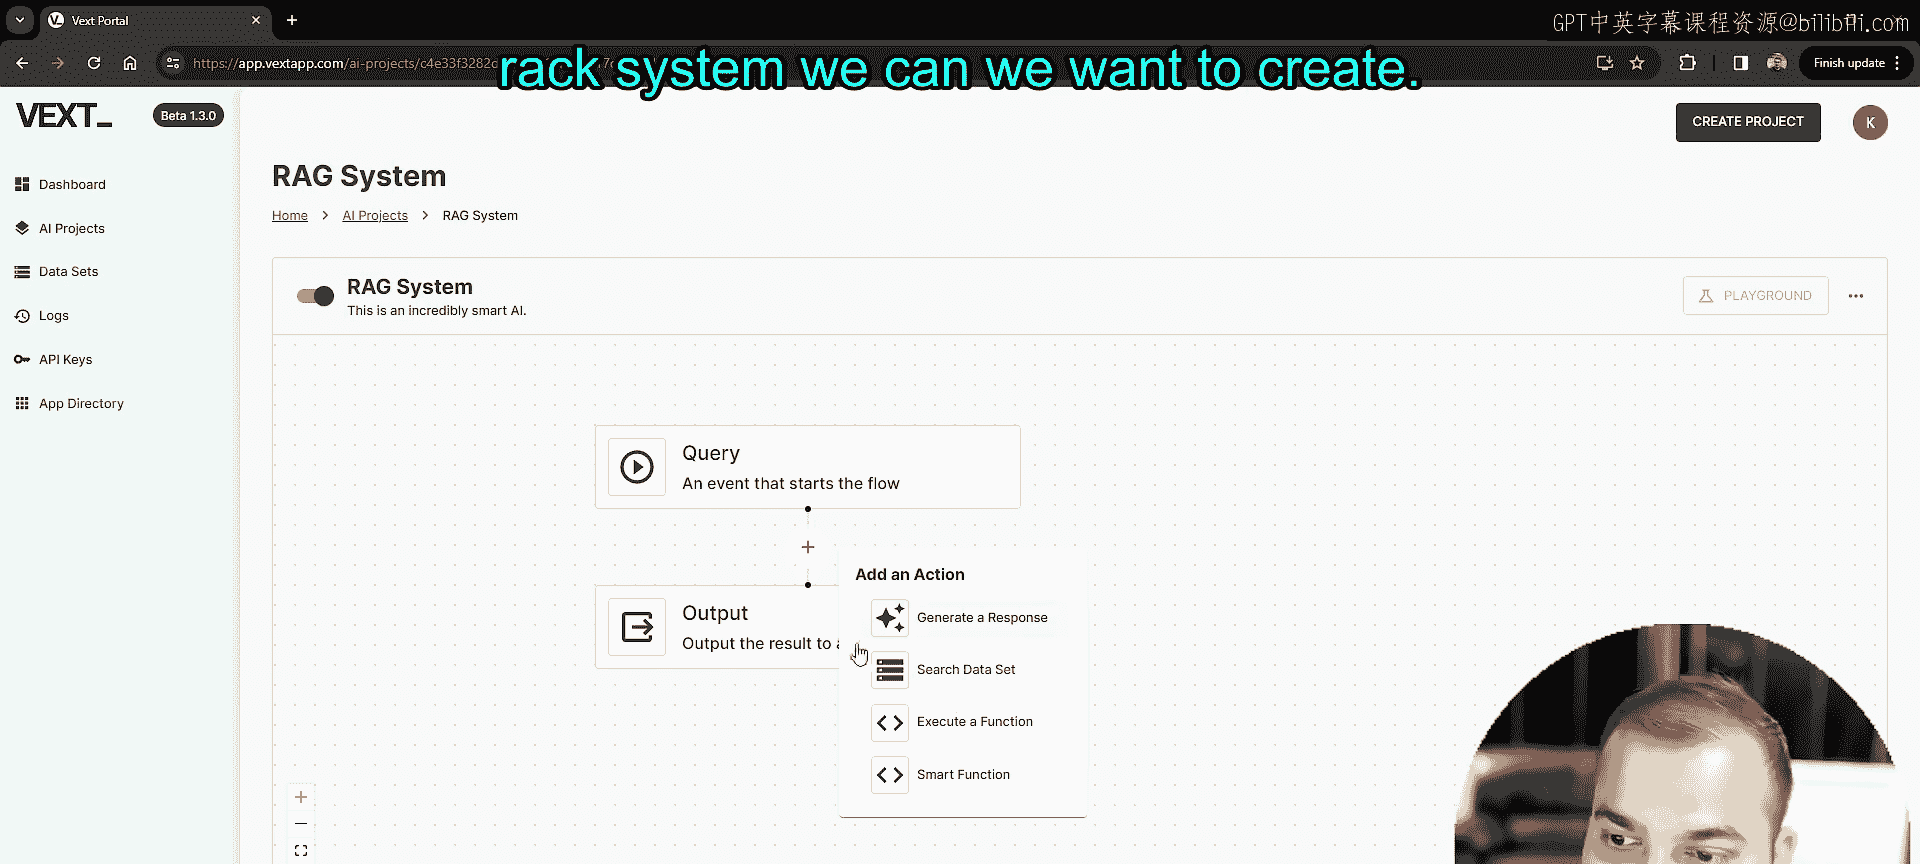 Vext Portal
GPT中英字幕课程资源@bilibili.com
https://app.vextapp.com/ai-projects/c4e33f3282c
Finish update
rack system we can we want to create.
VEXT_
Beta 1.3.0
CREATE PROJECT
K
Dashboard
AI Projects
Data Sets
Logs
API Keys
App Directory
RAG System
Home > AI Projects > RAG System
RAG System
This is an incredibly smart AI.
PLAYGROUND
Query
An event that starts the flow
Output
Output the result to
Add an Action
Generate a Response
Search Data Set
Execute a Function
Smart Function